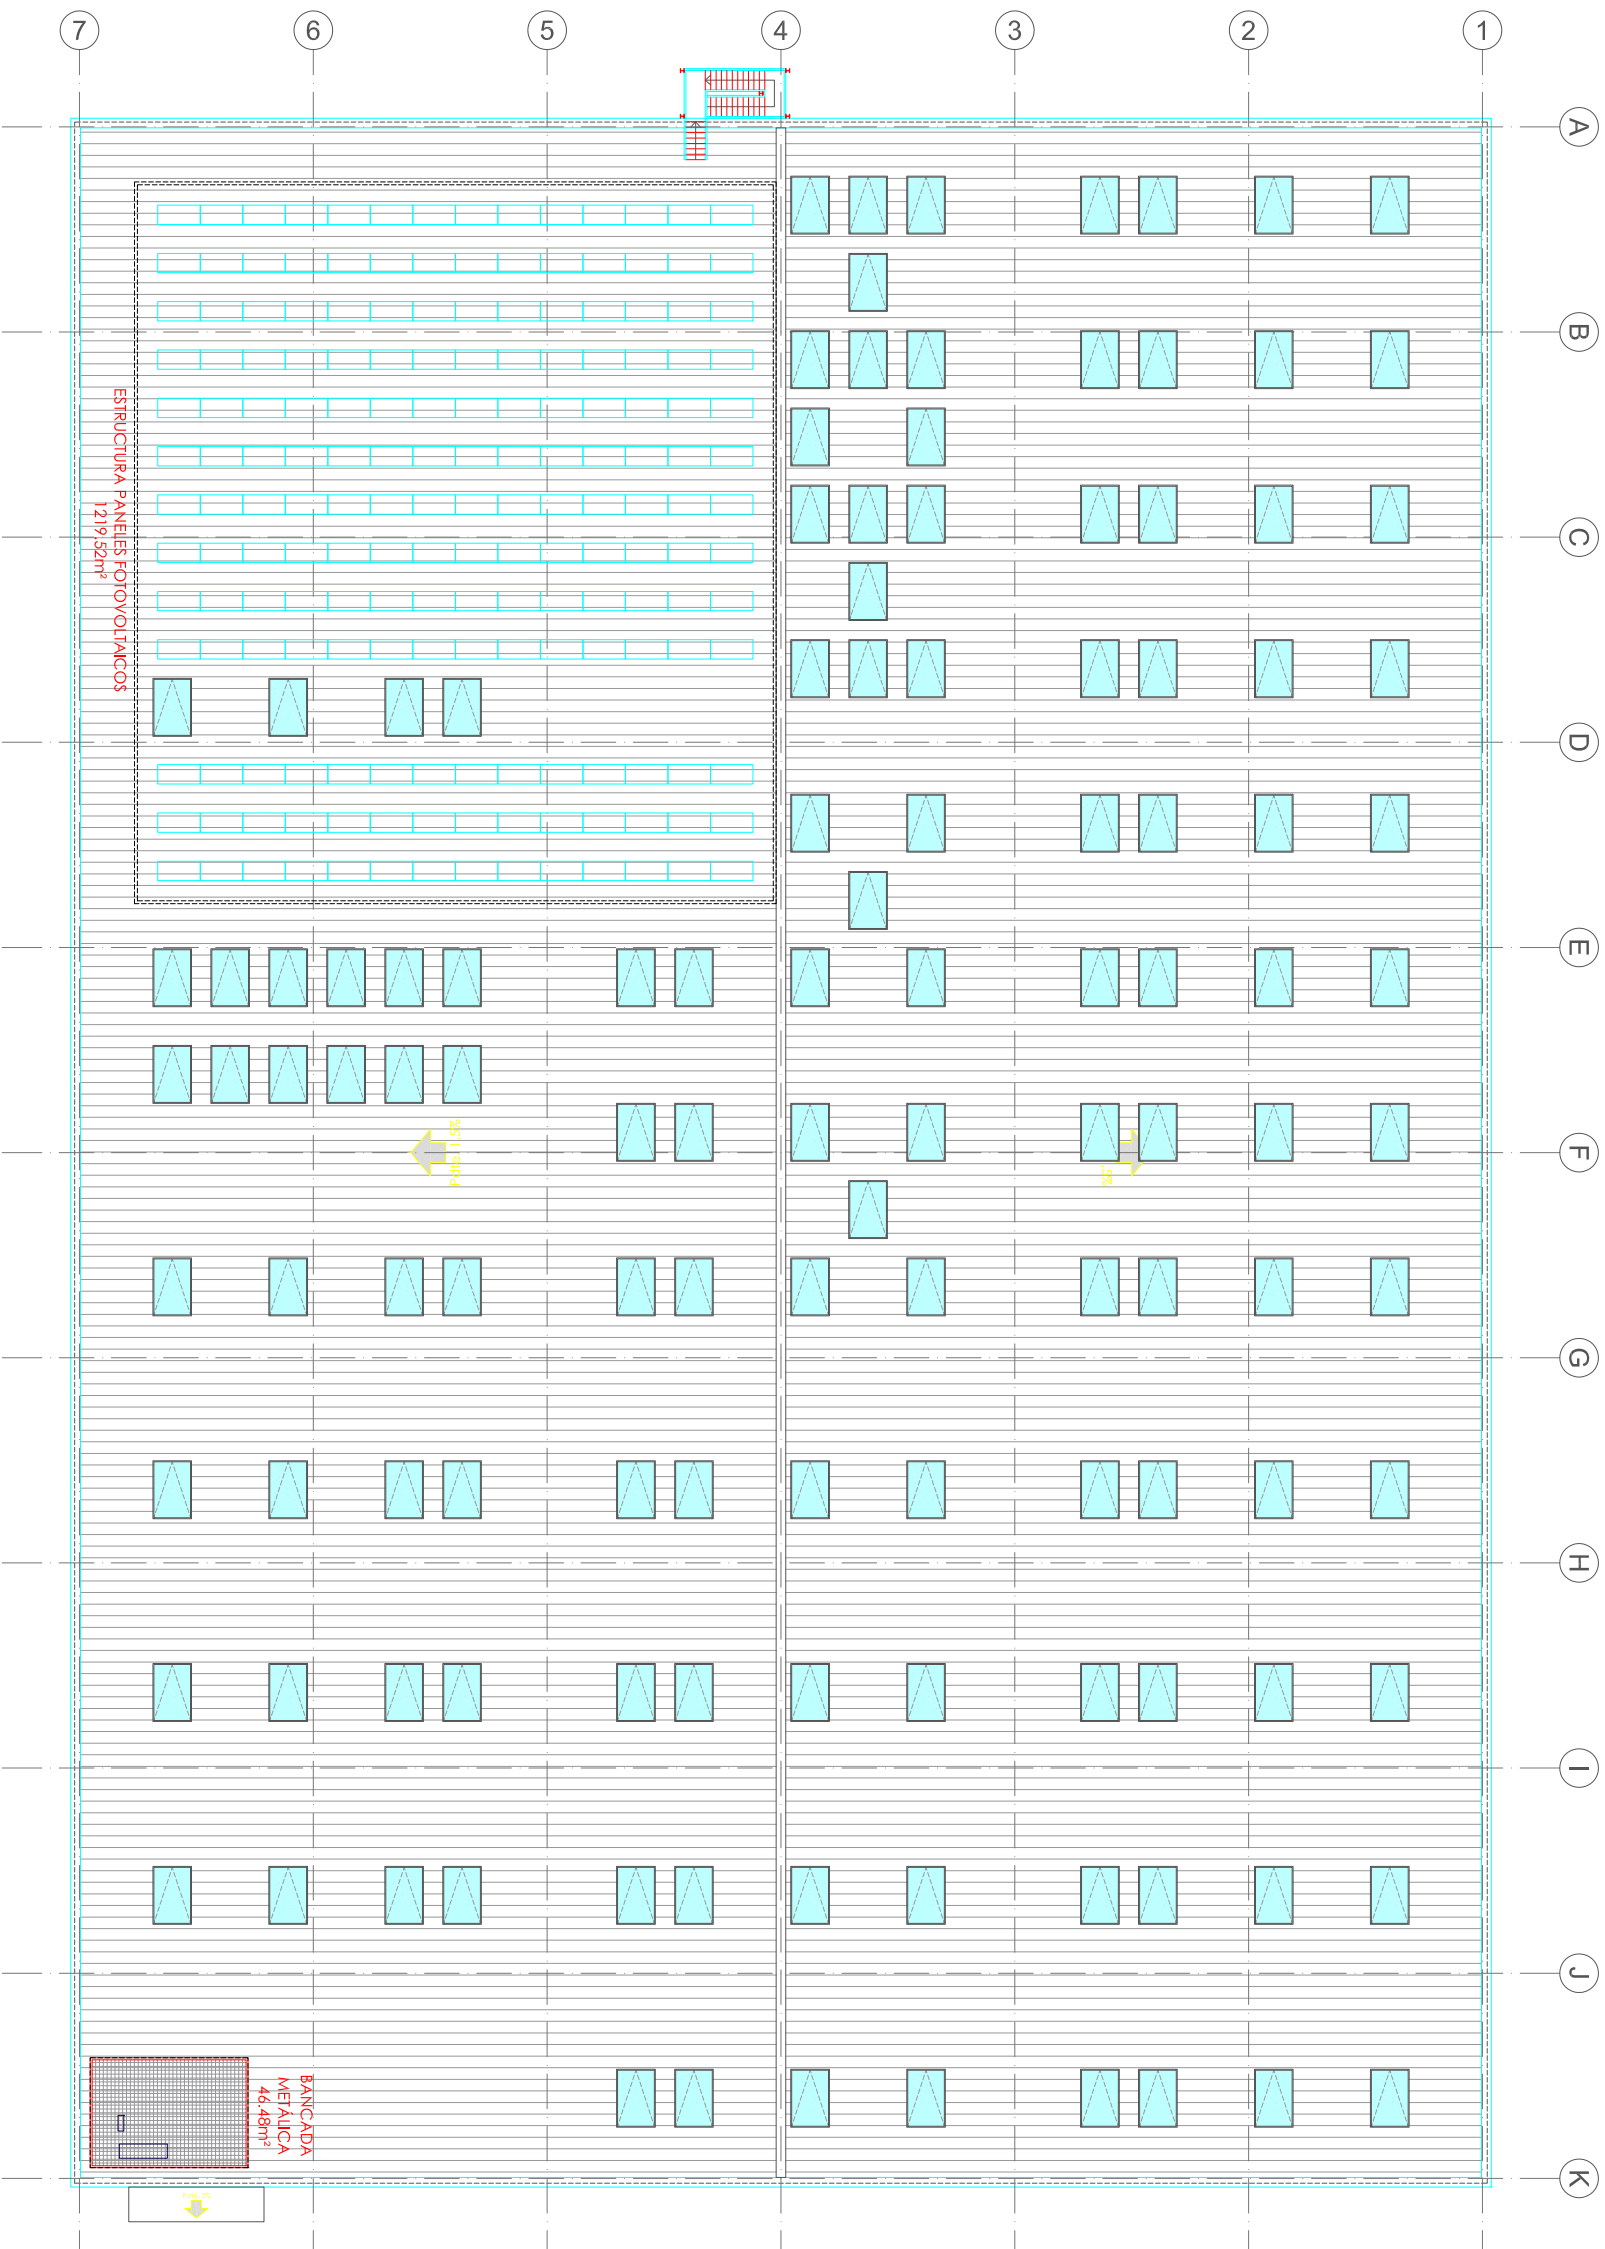 7 6 5 4 3 2 1
A
B
C
D
E
F
G
H
I
J
K
ESTRUCTURA PANELES FOTOVOLTAICOS
1219.52m²
BANCADA
METÁLICA
46.48m²